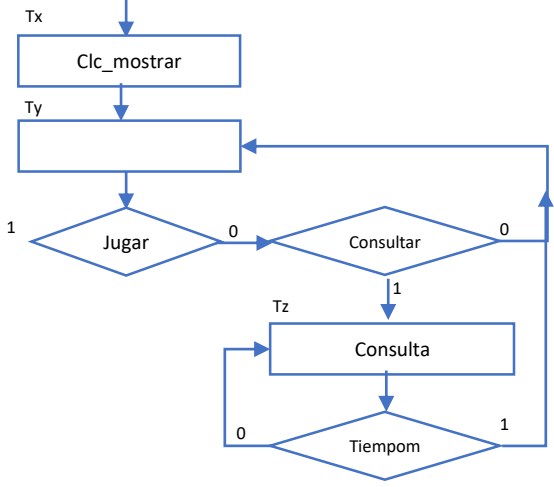 Tx
Clc_mostrar
Ty
1
Jugar
0
Consultar
0
1
Tz
Consulta
0
Tiempom
1